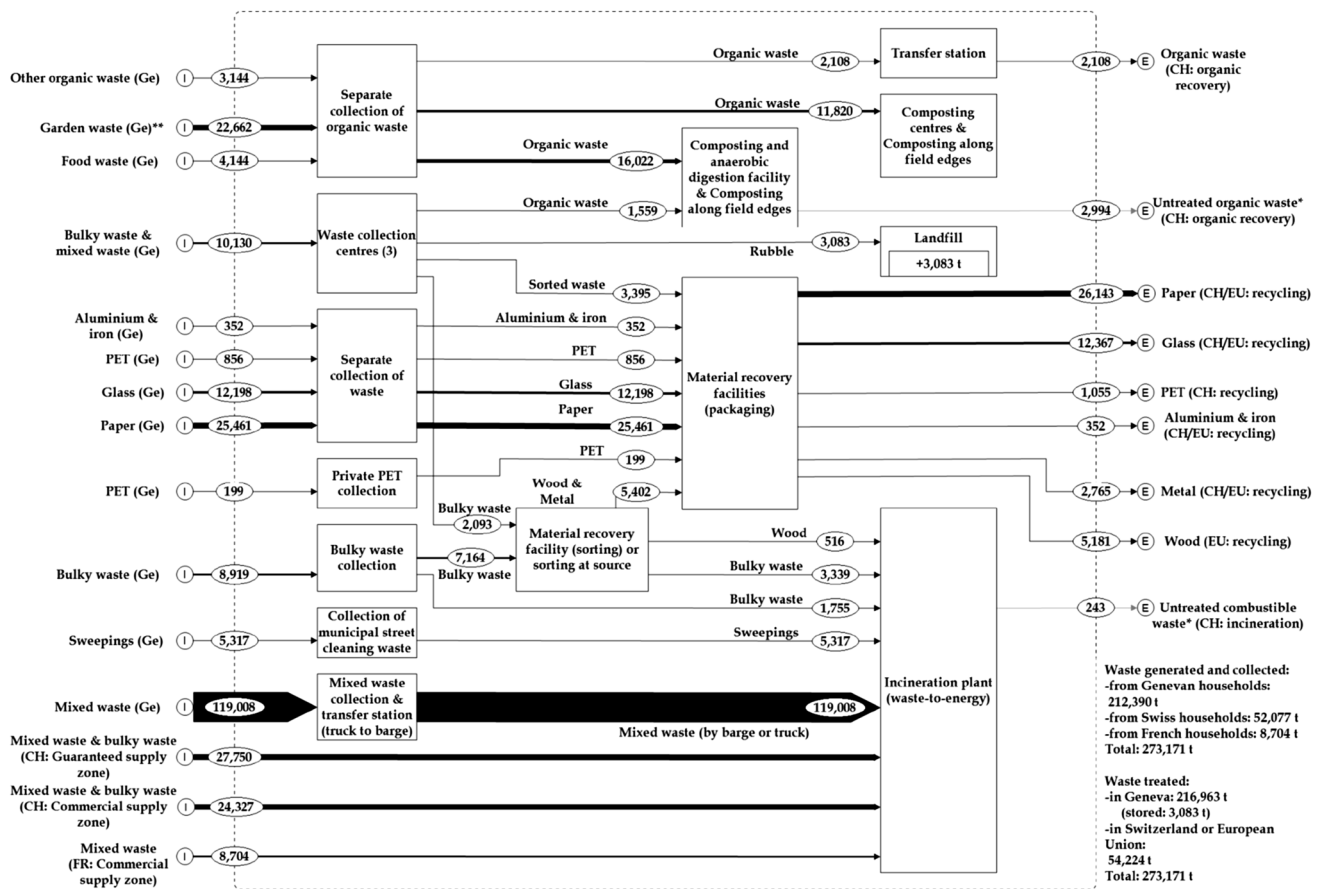 Other organic waste (Ge)
I
3,144
Garden waste (Ge)**
I
22,662
Food waste (Ge)
I
4,144
Separate
collection of
organic waste
Organic waste
2,108
Transfer station
2,108
E
Organic waste
(CH: organic
recovery)
Organic waste
11,820
Composting
centres &
Composting along
field edges
Organic waste
16,022
Composting and
anaerobic
digestion facility
& Composting
along field edges
Bulky waste &
mixed waste (Ge)
I
10,130
Waste collection
centres (3)
Organic waste
1,559
2,994
E
Untreated organic waste*
(CH: organic recovery)
Rubble
3,083
Landfill
+3,083 t
Sorted waste
3,395
Aluminium &
iron (Ge)
I
352
PET (Ge)
I
856
Glass (Ge)
I
12,198
Paper (Ge)
I
25,461
Separate
collection of
waste
Aluminium & iron
352
PET
856
Glass
12,198
Paper
25,461
Material recovery
facilities
(packaging)
26,143
E
Paper (CH/EU: recycling)
12,367
E
Glass (CH/EU: recycling)
1,055
E
PET (CH: recycling)
352
E
Aluminium & iron
(CH/EU: recycling)
PET (Ge)
I
199
Private PET
collection
PET
199
Wood &
Metal
5,402
2,765
E
Metal (CH/EU: recycling)
5,181
E
Wood (EU: recycling)
Bulky waste
2,093
Bulky waste (Ge)
I
8,919
Bulky waste
collection
7,164
Bulky waste
Material recovery
facility (sorting) or
sorting at source
Wood
516
Bulky waste
3,339
Bulky waste
1,755
Sweepings (Ge)
I
5,317
Collection of
municipal street
cleaning waste
Sweepings
5,317
243
E
Untreated combustible
waste* (CH: incineration)
Mixed waste (Ge)
I
119,008
Mixed waste
collection &
transfer station
(truck to barge)
119,008
Mixed waste (by barge or truck)
Incineration plant
(waste-to-energy)
Mixed waste & bulky waste
(CH: Guaranteed supply
zone)
I
27,750
Mixed waste & bulky waste
(CH: Commercial supply
zone)
I
24,327
Mixed waste
(FR: Commercial
supply zone)
I
8,704
Waste generated and collected:
-from Genevan households:
212,390 t
-from Swiss households: 52,077 t
-from French households: 8,704 t
Total: 273,171 t
Waste treated:
-in Geneva: 216,963 t
(stored: 3,083 t)
-in Switzerland or European
Union:
54,224 t
Total: 273,171 t